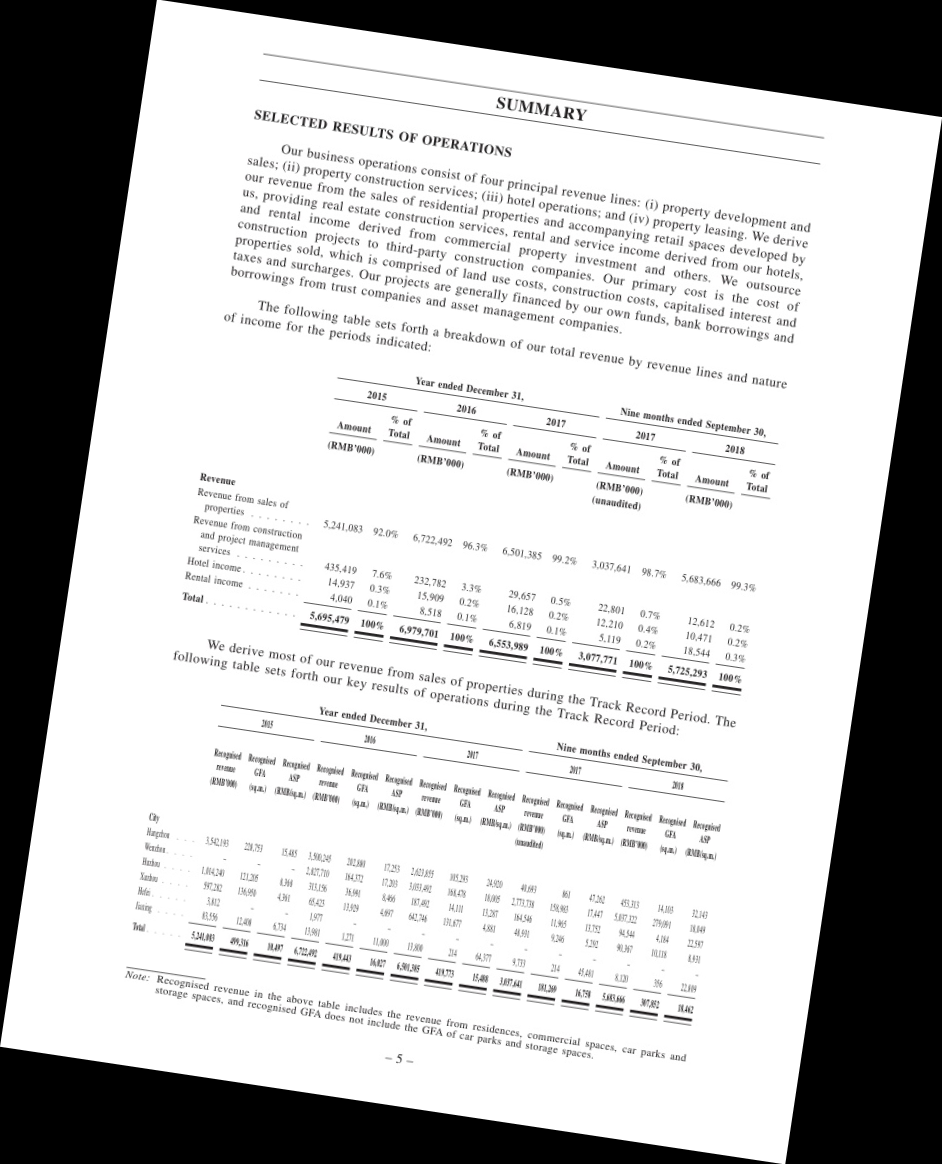 SUMMARY
SELECTED RESULTS OF OPERATIONS
Our business operations consist of four principal revenue lines: (i) property development and
sales; (ii) property construction services; (iii) hotel operations; and (iv) property leasing. We derive
our revenue from the sales of residential properties and accompanying retail spaces developed by
us, providing real estate construction services, rental and service income derived from our hotels,
and rental income derived from commercial property investment and others. We outsource
construction projects to third-party construction companies. Our primary cost is the cost of
properties sold, which is comprised of land use costs, construction costs, capitalised interest and
taxes and surcharges. Our projects are generally financed by our own funds, bank borrowings and
borrowings from trust companies and asset management companies.
The following table sets forth a breakdown of our total revenue by revenue lines and nature
of income for the periods indicated:
Year ended December 31, Nine months ended September 30,
2015 2016 2017 2017 2018
Amount % of Total Amount % of Total Amount % of Total Amount % of Total Amount % of Total
(RMB'000) (RMB'000) (RMB'000) (RMB'000) (RMB'000)
(unaudited)
Revenue
Revenue from sales of
properties . . . . . . . . 5,241,083 92.0% 6,722,492 96.3% 6,501,385 99.2% 3,037,641 98.7% 5,683,666 99.3%
Revenue from construction
and project management
services . . . . . . . . . 435,419 7.6% 232,782 3.3% 29,657 0.5% 22,801 0.7% 12,612 0.2%
Hotel income . . . . . . . . 14,937 0.3% 15,909 0.2% 16,128 0.2% 12,210 0.4% 10,471 0.2%
Rental income . . . . . . . 4,040 0.1% 8,518 0.1% 6,819 0.1% 5,119 0.2% 18,544 0.3%
Total . . . . . . . . . . . . 5,695,479 100% 6,979,701 100% 6,553,989 100% 3,077,771 100% 5,725,293 100%
We derive most of our revenue from sales of properties during the Track Record Period. The
following table sets forth our key results of operations during the Track Record Period:
Year ended December 31, Nine months ended September 30,
2015 2016 2017 2017 2018
Recognised revenue Recognised GFA Recognised ASP Recognised revenue Recognised GFA Recognised ASP Recognised revenue Recognised GFA Recognised ASP Recognised revenue Recognised GFA Recognised ASP Recognised revenue Recognised GFA Recognised ASP
(RMB'000) (sq.m.) (RMB/sq.m.) (RMB'000) (sq.m.) (RMB/sq.m.) (RMB'000) (sq.m.) (RMB/sq.m.) (RMB'000) (sq.m.) (RMB/sq.m.) (RMB'000) (sq.m.) (RMB/sq.m.)
(unaudited)
City
Hangzhou . . . . 3,542,193 228,753 15,485 3,500,245 202,880 17,253 2,623,855 105,293 24,920 40,693 861 47,262 453,313 14,103 32,143
Wenzhou . . . . . – – – 2,827,710 164,372 17,203 3,033,492 168,478 18,005 2,773,738 158,983 17,447 5,037,322 279,091 18,049
Huzhou . . . . . 1,014,240 121,205 8,368 313,156 36,991 8,466 187,492 14,111 13,287 164,546 11,965 13,752 94,544 4,184 22,597
Xuzhou . . . . . 597,282 136,950 4,361 65,423 13,929 4,697 642,746 131,677 4,881 48,931 9,246 5,292 90,367 10,118 8,931
Hefei . . . . . . 3,812 – – 1,977 – – – – – – – – – – –
Jiaxing . . . . . 83,556 12,408 6,734 13,981 1,271 11,000 13,800 214 64,377 9,733 214 45,481 8,120 356 22,809
Total . . . . . . 5,241,083 499,316 10,497 6,722,492 419,443 16,027 6,501,385 419,773 15,488 3,037,641 181,269 16,758 5,683,666 307,852 18,462
Note: Recognised revenue in the above table includes the revenue from residences, commercial spaces, car parks and
storage spaces, and recognised GFA does not include the GFA of car parks and storage spaces.
– 5 –